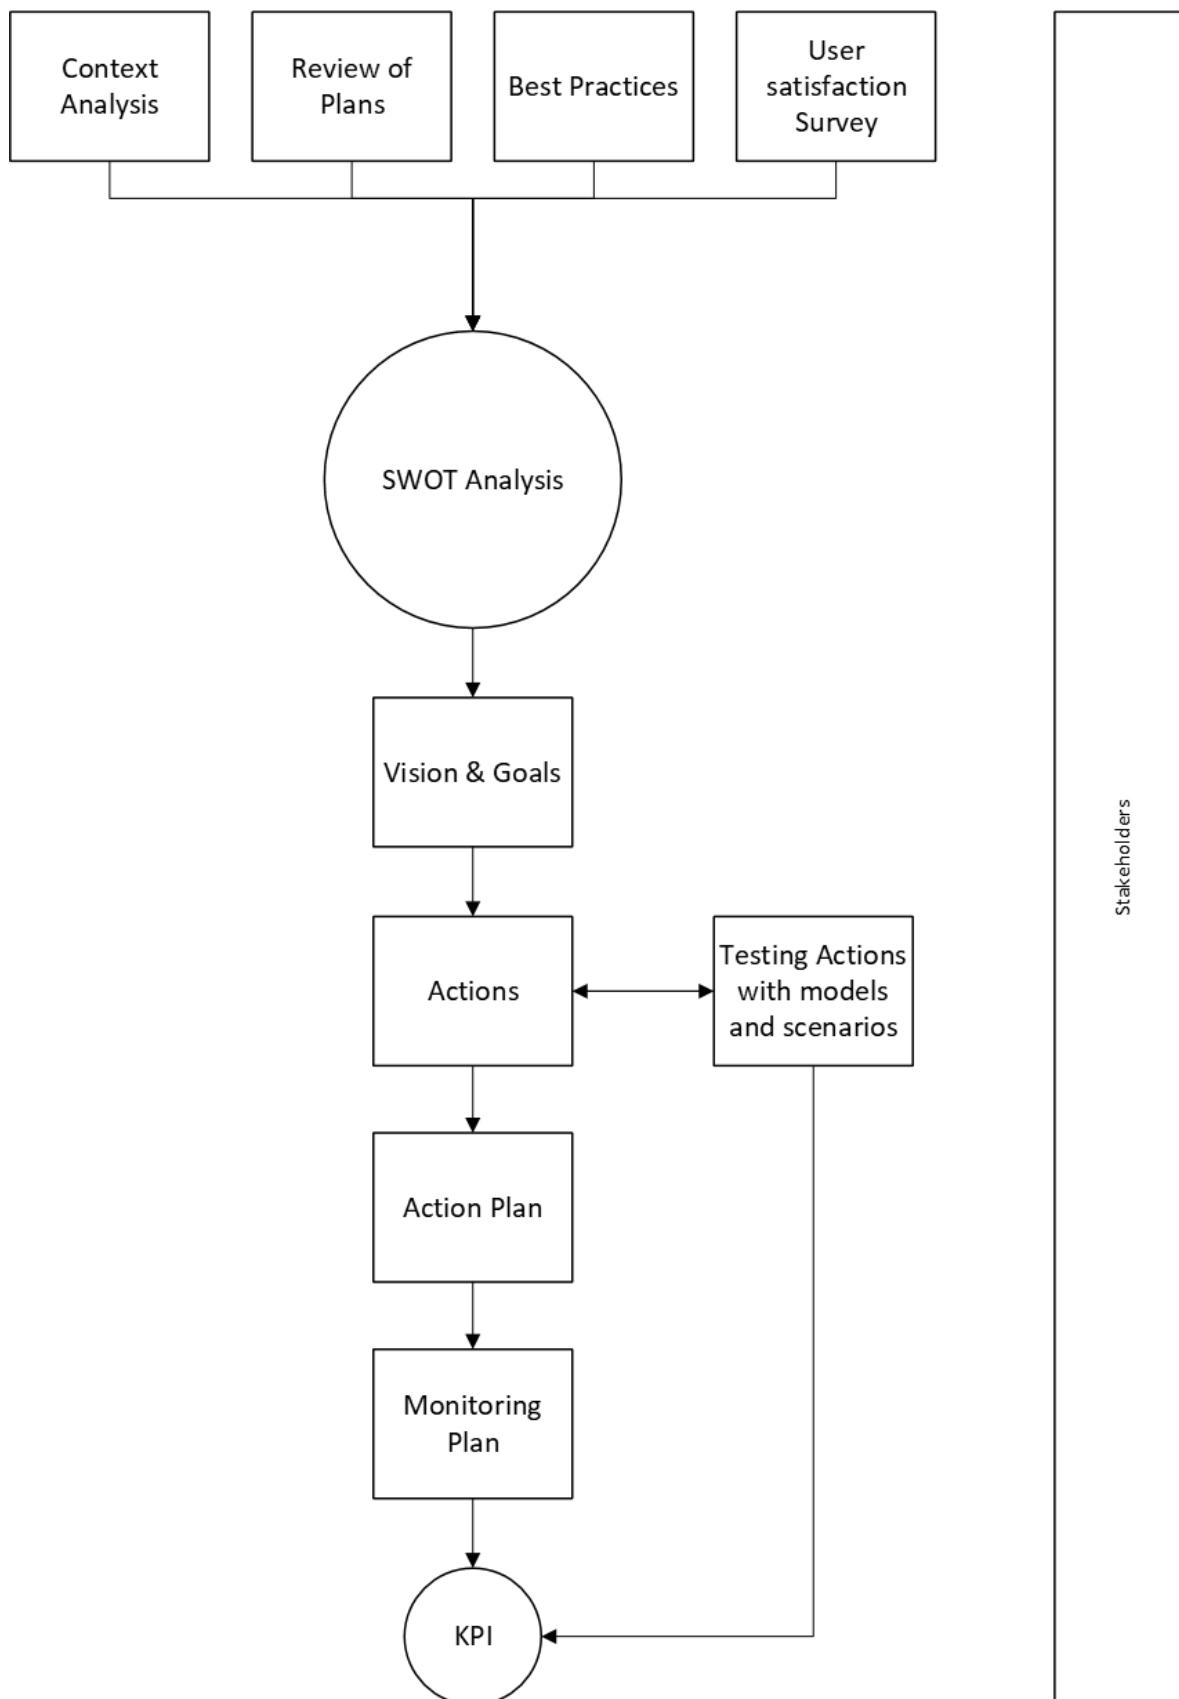 Context
Analysis
Review of
Plans
Best Practices
User
satisfaction
Survey
SWOT Analysis
Vision & Goals
Stakeholders
Actions
Testing Actions
with models
and scenarios
Action Plan
Monitoring
Plan
KPI